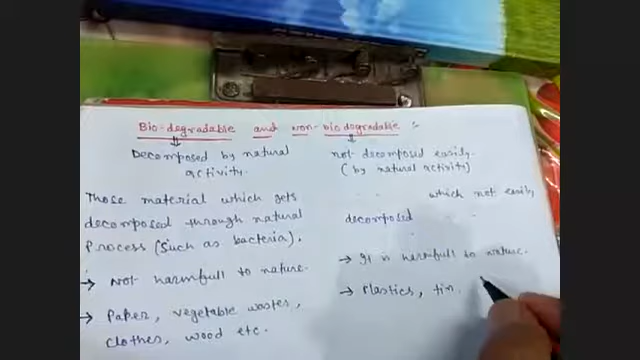 Bio-degradable and non-biodegradable :-
Decomposed by natural
activity.
Those material which gets
decomposed through natural
Process (Such as bacteria).
→ Not harmfull to nature.
→ Paper, vegetable wastes,
clothes, wood etc.
not decomposed easily.
(by natural activity)
which not easily
decomposed
→ It is harmfull to nature.
→ Plastics, tin.